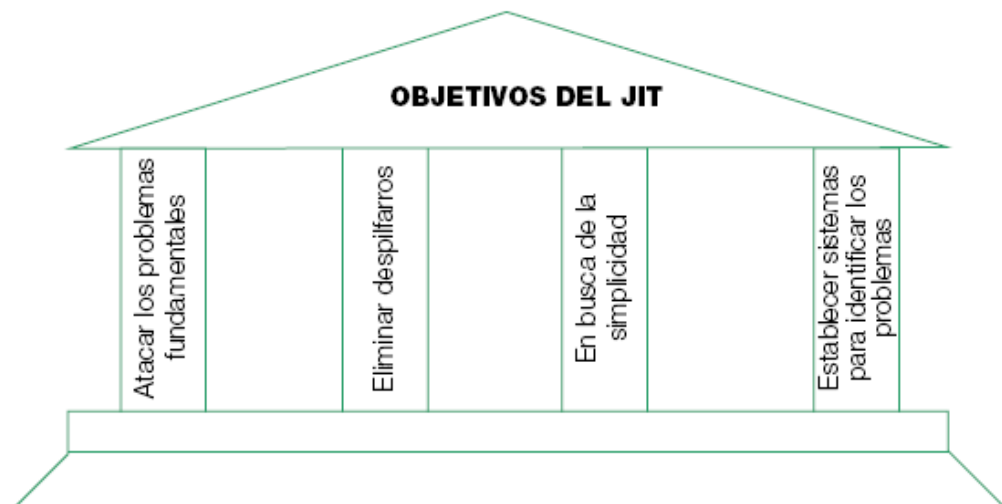 OBJETIVOS DEL JIT
Atacar los problemas
fundamentales
Eliminar despilfarros
En busca de la
simplicidad
Establecer sistemas
para identificar los
problemas